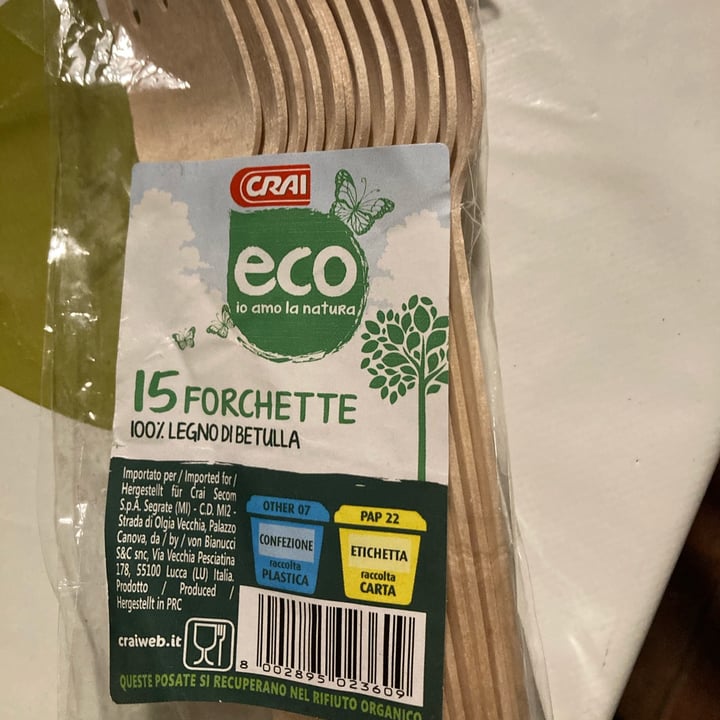 CRAI
eco
io amo la natura
15 FORCHETTE
100% LEGNO DI BETULLA
Importato per / Imported for /
Hergestellt für Crai Secom
S.p.A. Segrate (MI) - C.D. MI2 -
Strada di Olgia Vecchia, Palazzo
Canova, da / by / von Bianucci
S&C snc, Via Vecchia Pesciatina
178, 55100 Lucca (LU) Italia.
Prodotto / Produced /
Hergestellt in PRC
OTHER 07
CONFEZIONE
raccolta
PLASTICA
PAP 22
ETICHETTA
raccolta
CARTA
craiweb.it
8 002895 023609
QUESTE POSATE SI RECUPERANO NEL RIFIUTO ORGANICO